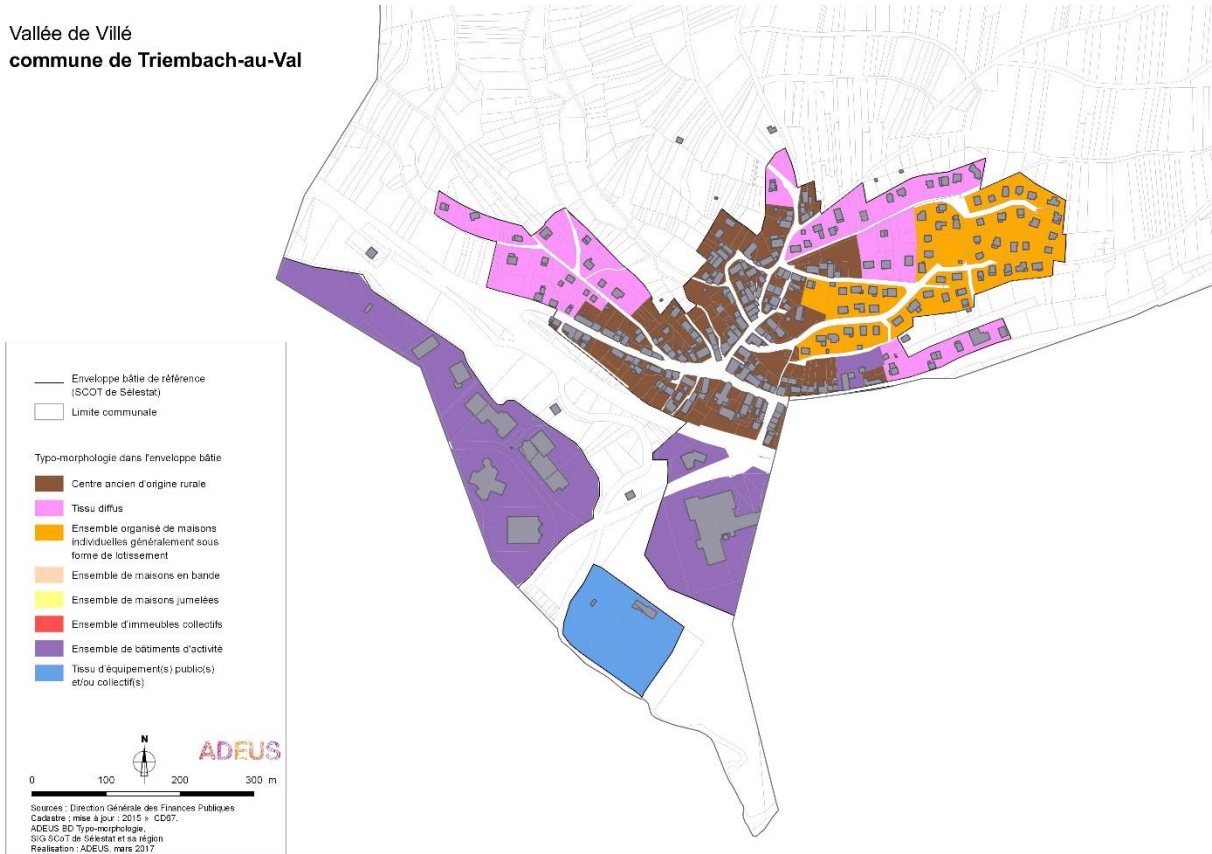 Vallée de Villé
commune de Triembach-au-Val
Enveloppe bâtie de référence
(SCOT de Sélestat)
Limite communale
Typo-morphologie dans l'enveloppe bâtie
Centre ancien d'origine rurale
Tissu diffus
Ensemble organisé de maisons
individuelles généralement sous
forme de lotissement
Ensemble de maisons en bande
Ensemble de maisons jumelées
Ensemble d'immeubles collectifs
Ensemble de bâtiments d'activité
Tissu d'équipement(s) public(s)
et/ou collectif(s)
N
ADEUS
0 100 200 300 m
Sources : Direction Générale des Finances Publiques
Cadastre ; mise à jour : 2015 » CD67.
ADEUS BD Typo-morphologie,
SIG SCoT de Sélestat et sa région
Realisation : ADEUS, mars 2017